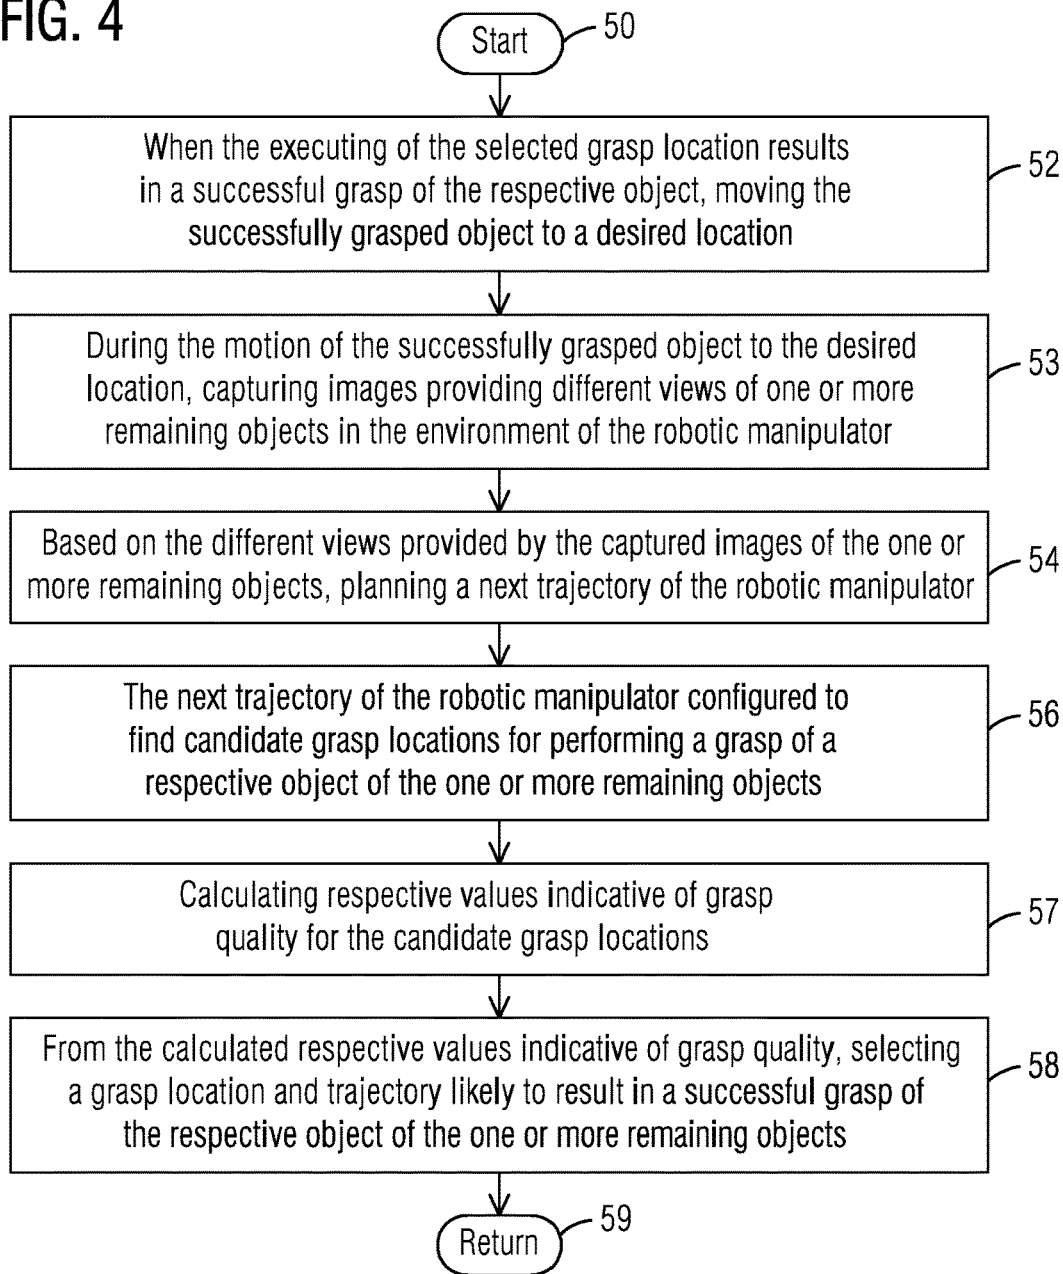 FIG. 4
Start
50
When the executing of the selected grasp location results
in a successful grasp of the respective object, moving the
successfully grasped object to a desired location
52
During the motion of the successfully grasped object to the desired
location, capturing images providing different views of one or more
remaining objects in the environment of the robotic manipulator
53
Based on the different views provided by the captured images of the one or
more remaining objects, planning a next trajectory of the robotic manipulator
54
The next trajectory of the robotic manipulator configured to
find candidate grasp locations for performing a grasp of a
respective object of the one or more remaining objects
56
Calculating respective values indicative of grasp
quality for the candidate grasp locations
57
From the calculated respective values indicative of grasp quality, selecting
a grasp location and trajectory likely to result in a successful grasp of
the respective object of the one or more remaining objects
58
Return
59